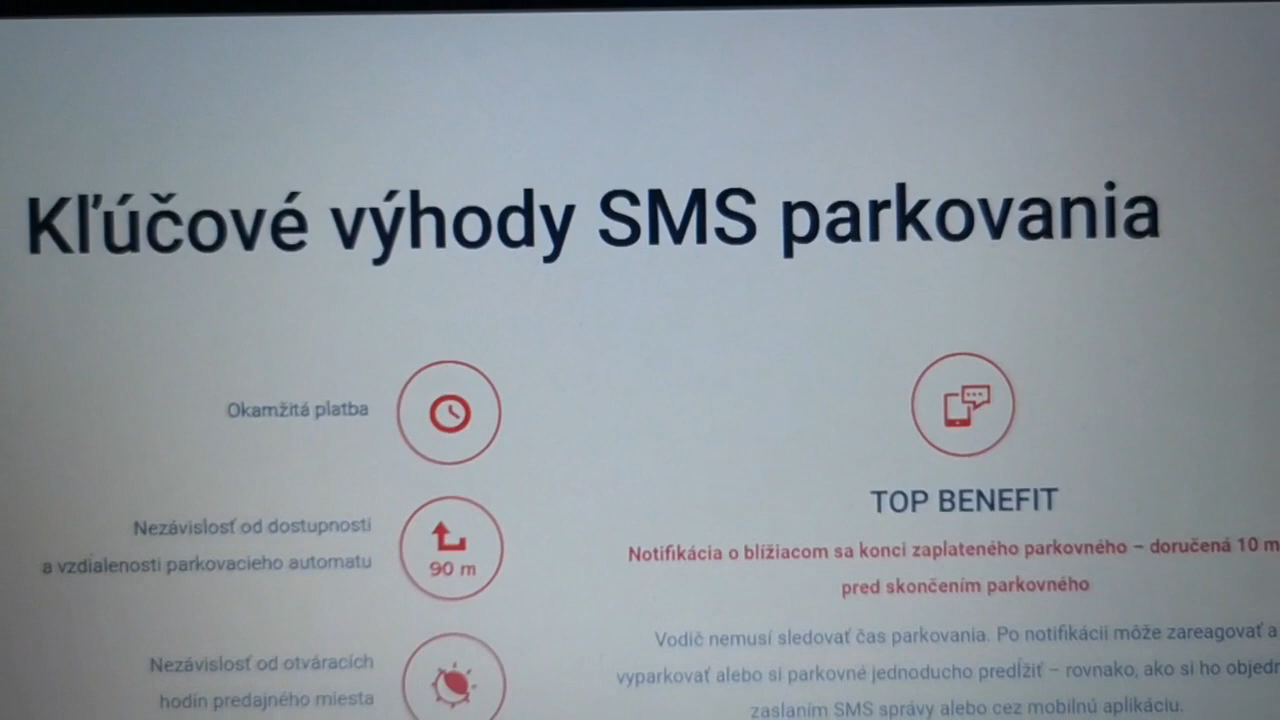 Kľúčové výhody SMS parkovania
Okamžitá platba
Nezávislosť od dostupnosti
a vzdialenosti parkovacieho automatu
90 m
Nezávislosť od otváracích
hodín predajného miesta
TOP BENEFIT
Notifikácia o blížiacom sa konci zaplateného parkovného – doručená 10 m
pred skončením parkovného
Vodič nemusí sledovať čas parkovania. Po notifikácii môže zareagovať a
vyparkovať alebo si parkovné jednoducho predĺžiť – rovnako, ako si ho objedn
zaslaním SMS správy alebo cez mobilnú aplikáciu.